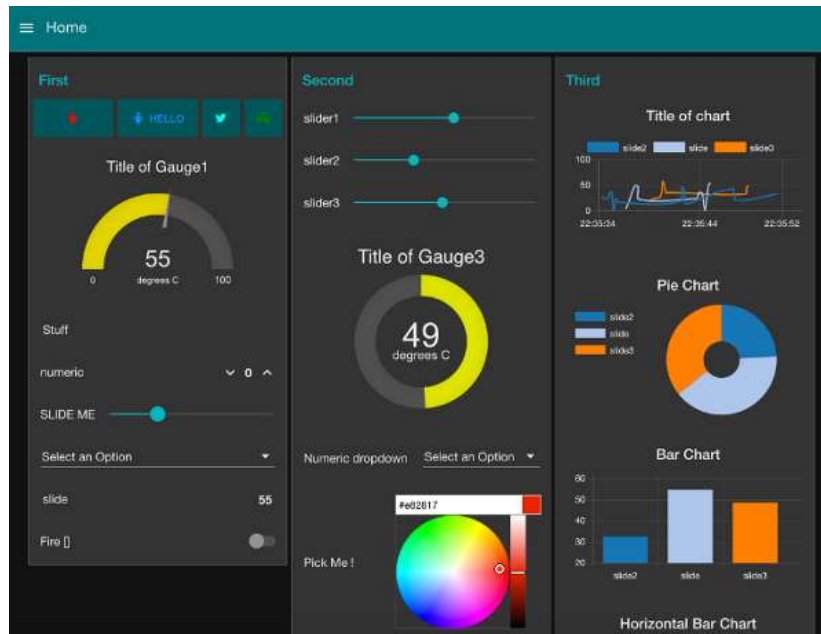 Home
First
HELLO
Title of Gauge1
55
degrees C
0
100
Stuff
numeric
0
SLIDE ME
Select an Option
slide
55
Fire []
Second
slider1
slider2
slider3
Title of Gauge3
49
degrees C
Numeric dropdown
Select an Option
#e02817
Pick Me !
Third
Title of chart
slide2 slide slide3
100
50
0
22:35:34 22:35:44 22:35:52
Pie Chart
slide2
slide
slide3
Bar Chart
60
50
40
30
20
slide2 slide slide3
Horizontal Bar Chart